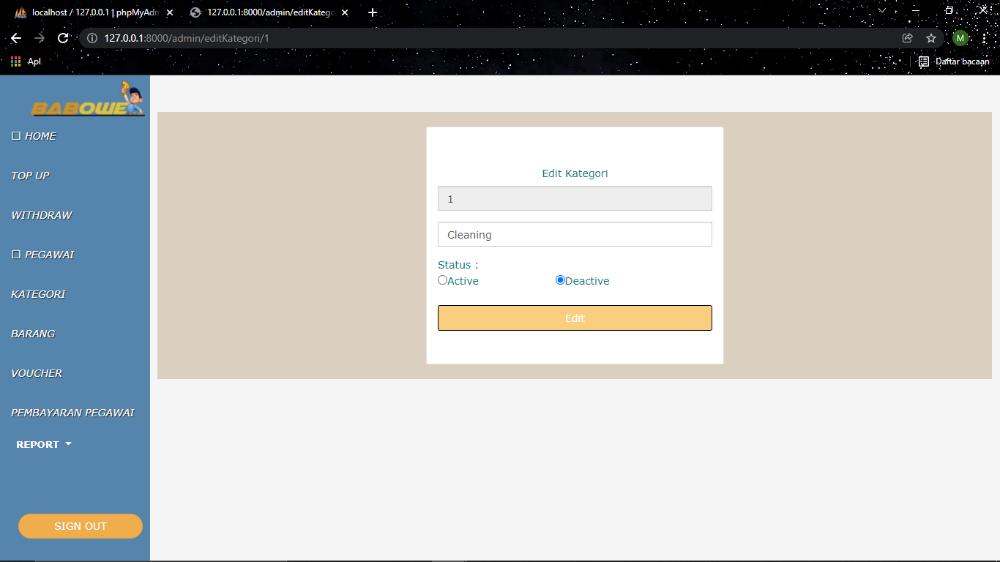 localhost / 127.0.0.1 | phpMyAdm
127.0.0.1:8000/admin/editKatego
127.0.0.1:8000/admin/editKategori/1
M
Apl
Daftar bacaan
BABOWE
HOME
TOP UP
WITHDRAW
PEGAWAI
KATEGORI
BARANG
VOUCHER
PEMBAYARAN PEGAWAI
REPORT
SIGN OUT
Edit Kategori
1
Cleaning
Status :
Active Deactive
Edit